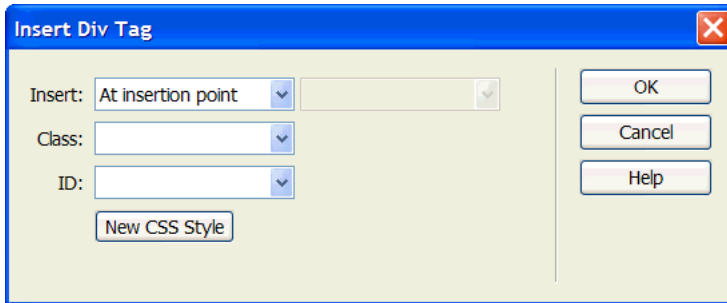 Insert Div Tag
Insert: At insertion point
OK
Class:
Cancel
ID:
Help
New CSS Style